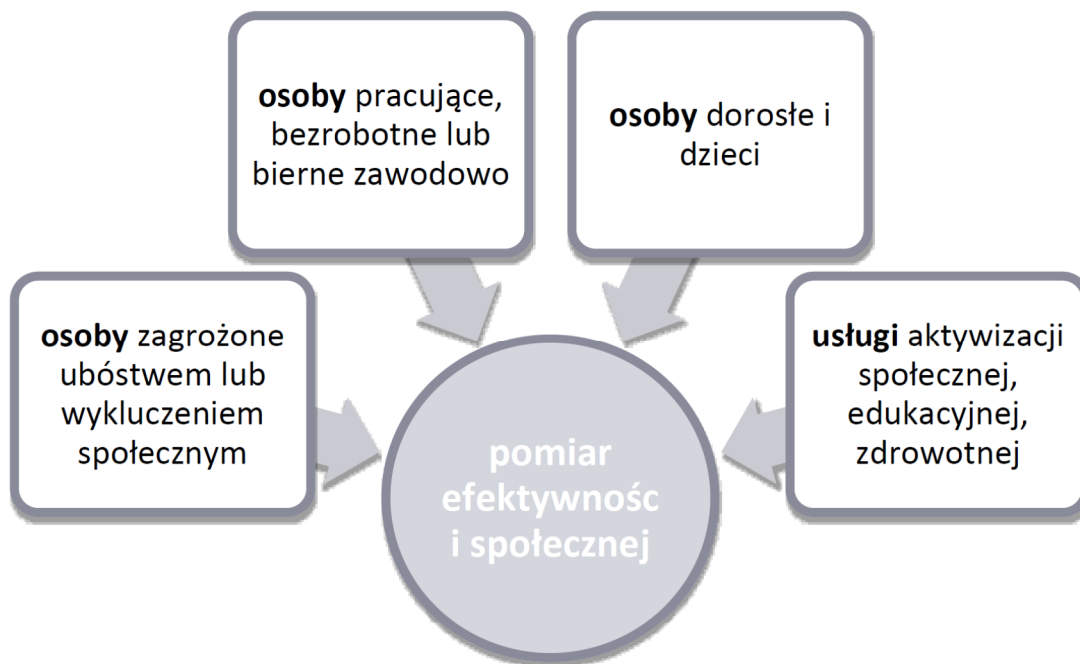 osoby pracujące,
bezrobotne lub
bierne zawodowo
osoby dorosłe i
dzieci
osoby zagrożone
ubóstwem lub
wykluczeniem
społecznym
usługi aktywizacji
społecznej,
edukacyjnej,
zdrowotnej
pomiar
efektywnośc
i społecznej